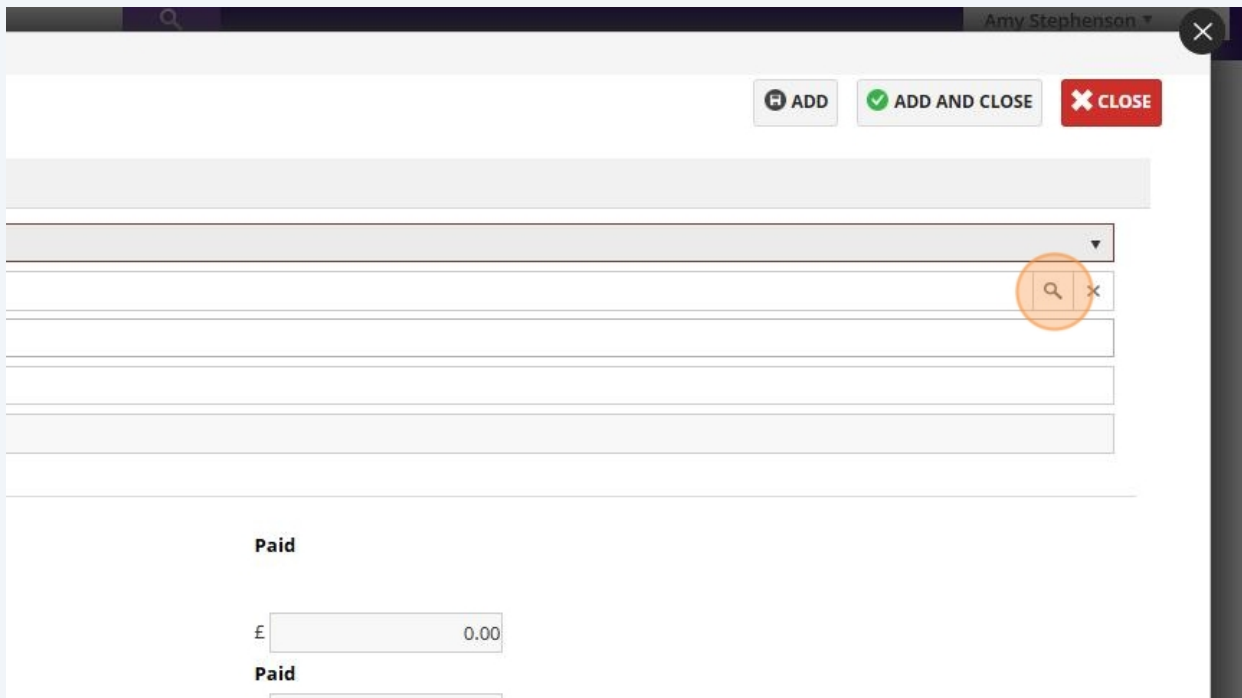 Amy Stephenson
ADD
ADD AND CLOSE
CLOSE
Paid
£ 0.00
Paid